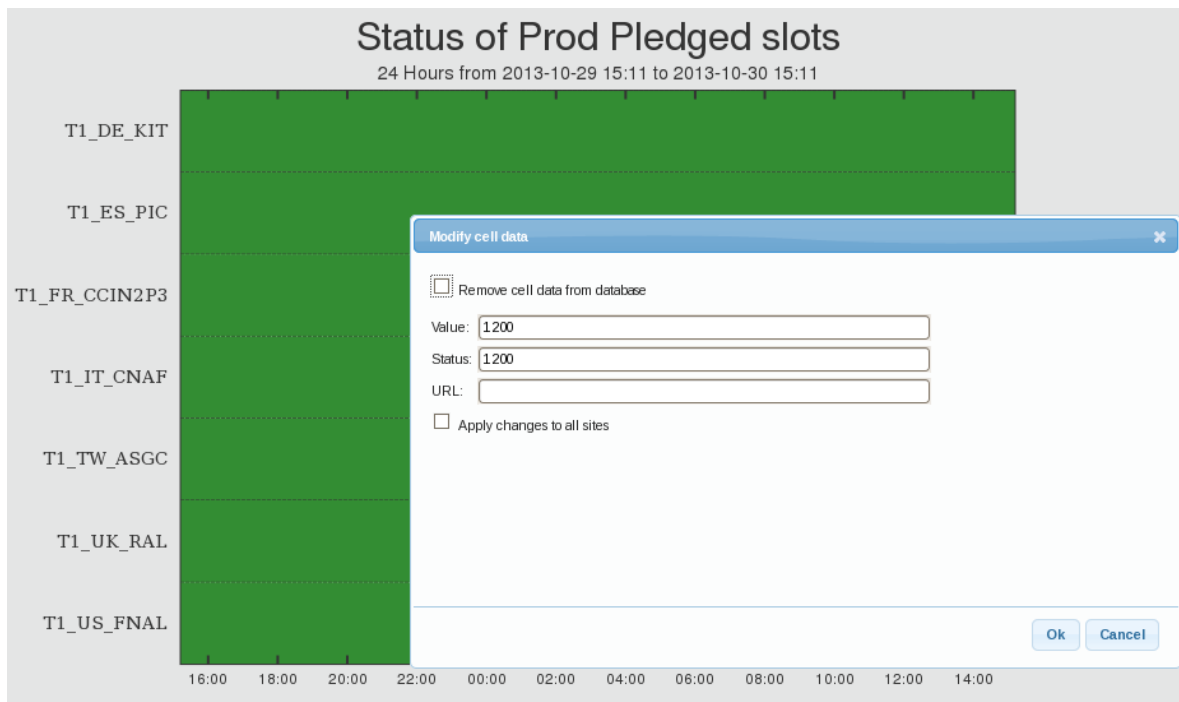 Status of Prod Pledged slots
24 Hours from 2013-10-29 15:11 to 2013-10-30 15:11
T1_DE_KIT
T1_ES_PIC
T1_FR_CCIN2P3
T1_IT_CNAF
T1_TW_ASGC
T1_UK_RAL
T1_US_FNAL
Modify cell data
Remove cell data from database
Value: 1200
Status: 1200
URL:
Apply changes to all sites
Ok Cancel
16:00 18:00 20:00 22:00 00:00 02:00 04:00 06:00 08:00 10:00 12:00 14:00